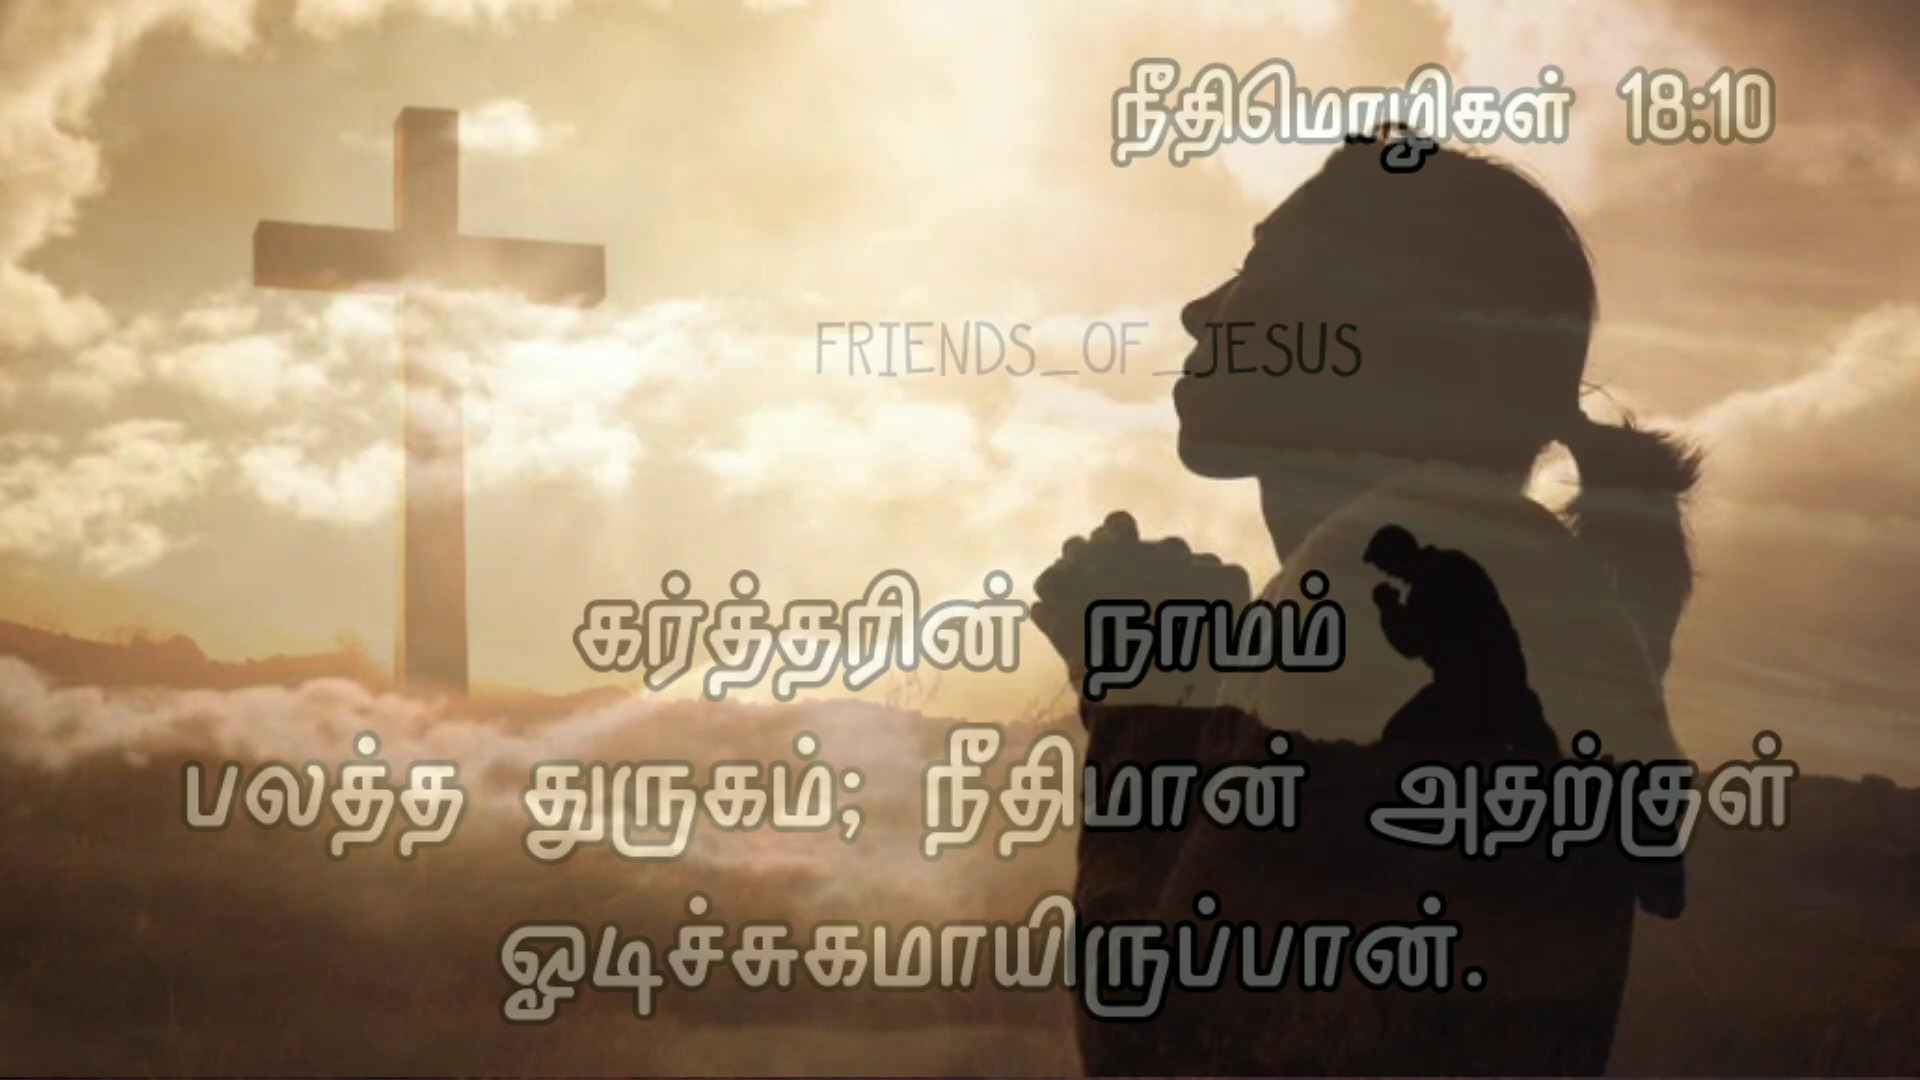 நீதிமொழிகள் 18:10
FRIENDS_OF_JESUS
கர்த்தரின் நாமம்
பலத்த துருகம்; நீதிமான் அதற்குள்
ஓடிச்சுகமாயிருப்பான்.